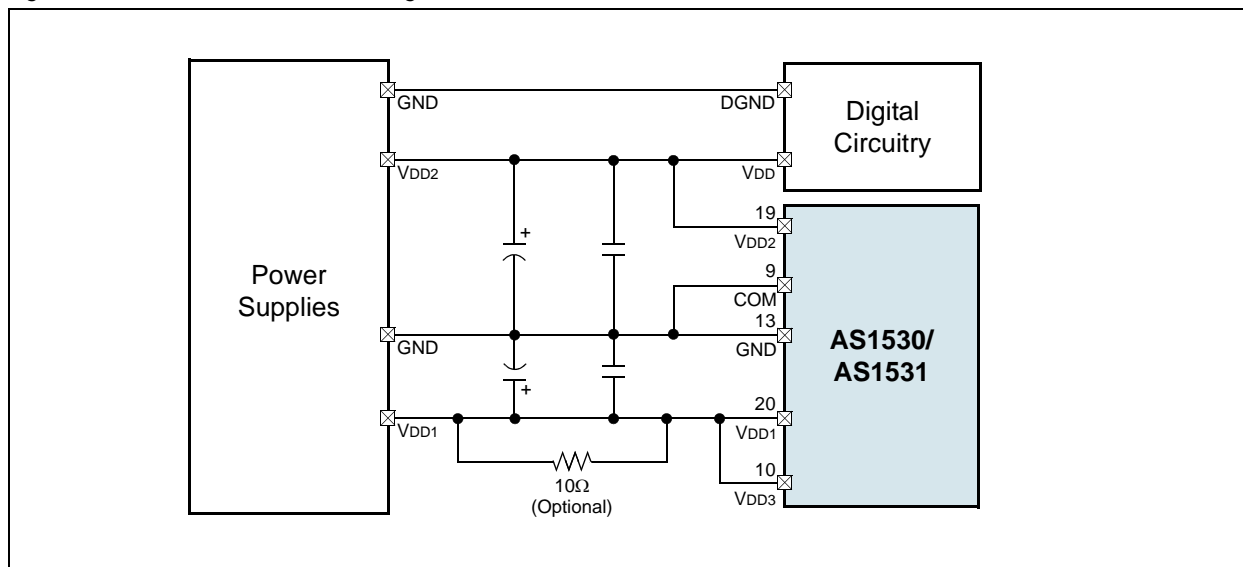 GND
DGND
Digital
Circuitry
VDD2
VDD
19
VDD2
9
COM
Power
Supplies
+
13
GND
GND
AS1530/
AS1531
+
20
VDD1
VDD1
10
VDD3
10Ω
(Optional)